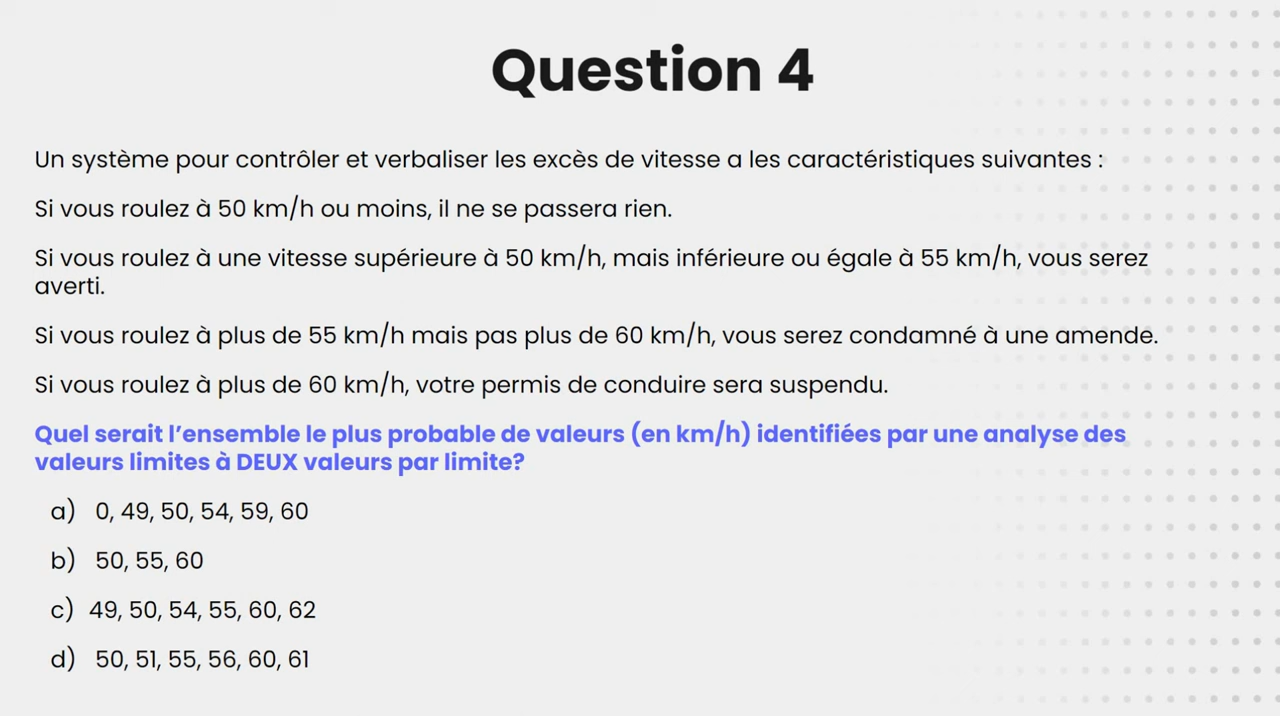 Question 4
Un système pour contrôler et verbaliser les excès de vitesse a les caractéristiques suivantes :
Si vous roulez à 50 km/h ou moins, il ne se passera rien.
Si vous roulez à une vitesse supérieure à 50 km/h, mais inférieure ou égale à 55 km/h, vous serez
averti.
Si vous roulez à plus de 55 km/h mais pas plus de 60 km/h, vous serez condamné à une amende.
Si vous roulez à plus de 60 km/h, votre permis de conduire sera suspendu.
Quel serait l’ensemble le plus probable de valeurs (en km/h) identifiées par une analyse des
valeurs limites à DEUX valeurs par limite?
a) 0, 49, 50, 54, 59, 60
b) 50, 55, 60
c) 49, 50, 54, 55, 60, 62
d) 50, 51, 55, 56, 60, 61